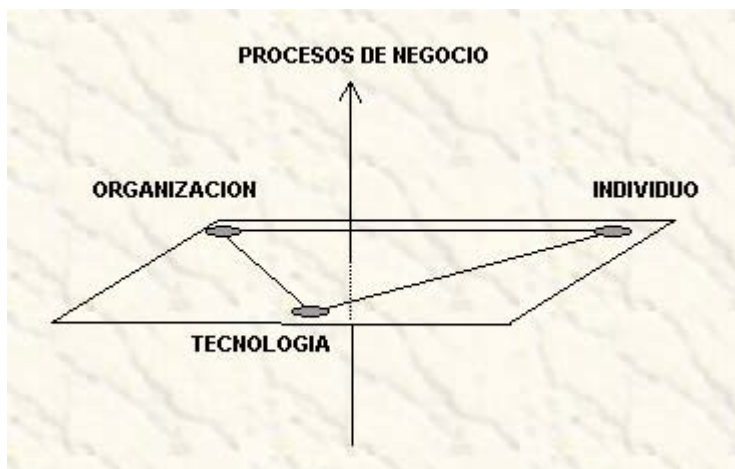 PROCESOS DE NEGOCIO
ORGANIZACION
INDIVIDUO
TECNOLOGIA